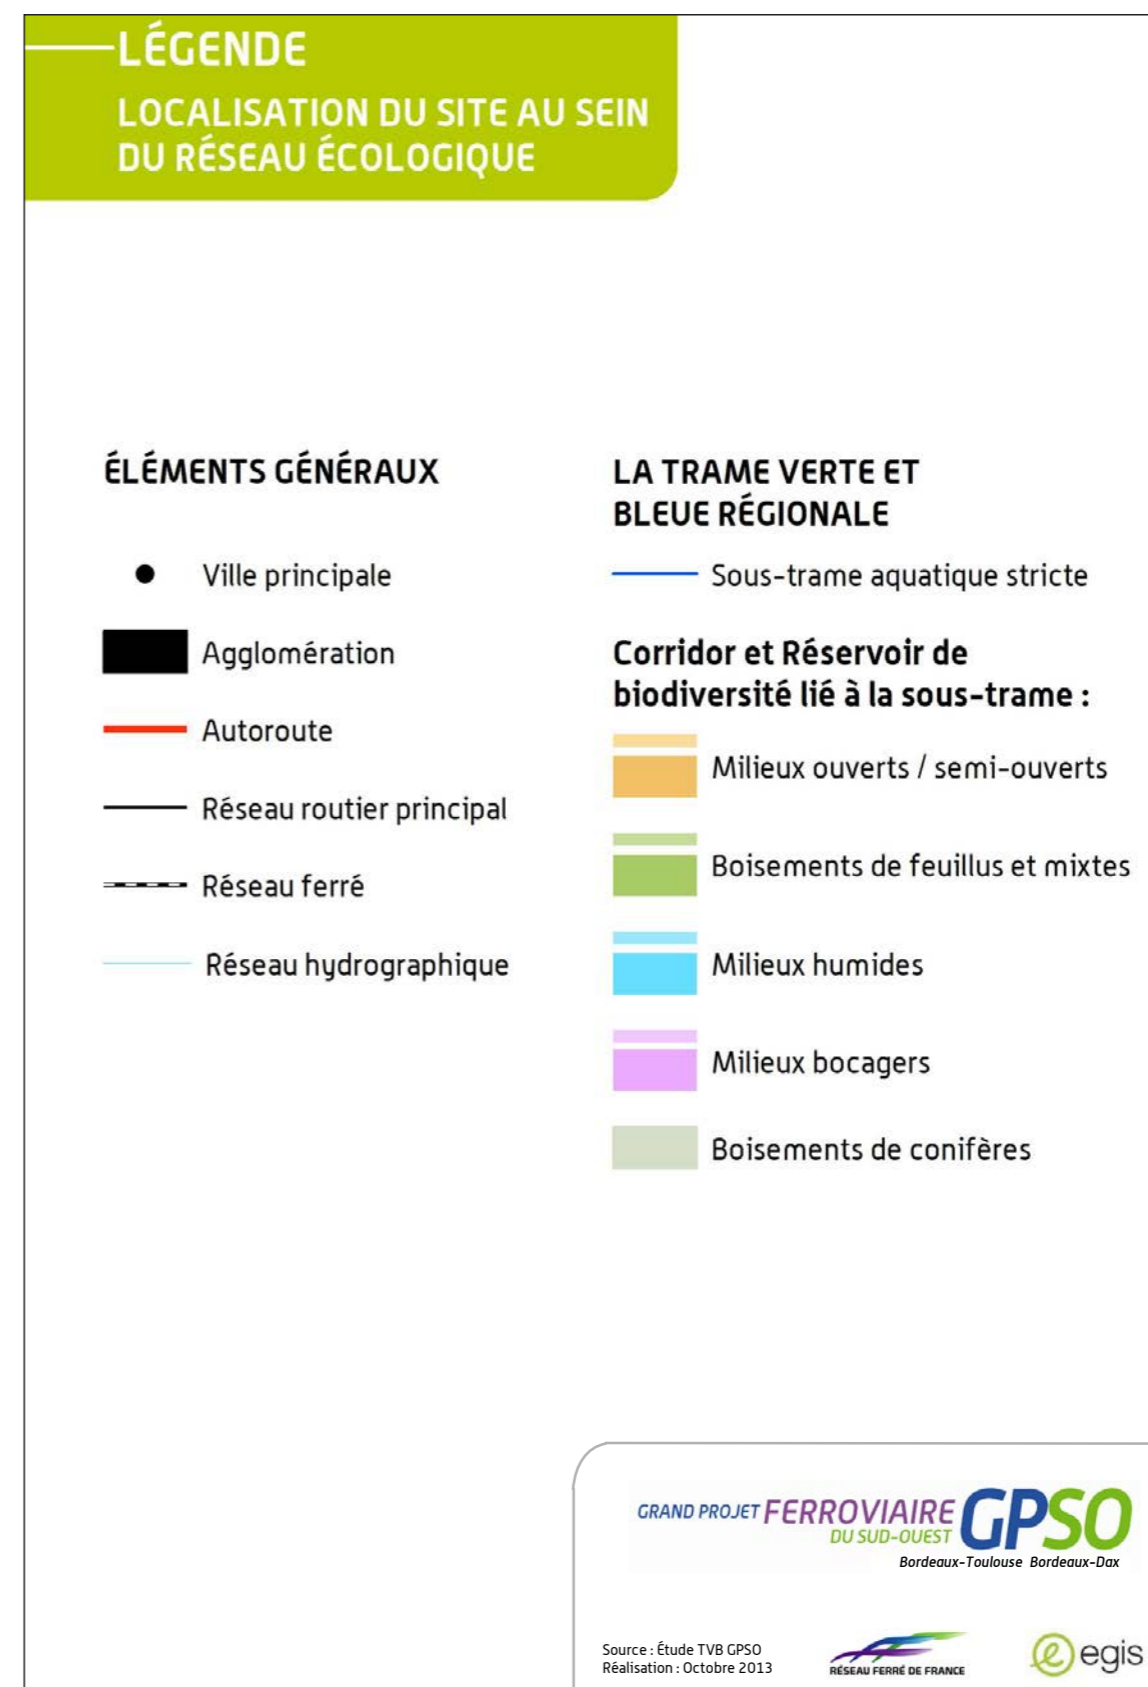 LÉGENDE
LOCALISATION DU SITE AU SEIN
DU RÉSEAU ÉCOLOGIQUE
ÉLÉMENTS GÉNÉRAUX
Ville principale
Agglomération
Autoroute
Réseau routier principal
Réseau ferré
Réseau hydrographique
LA TRAME VERTE ET
BLEUE RÉGIONALE
Sous-trame aquatique stricte
Corridor et Réservoir de
biodiversité lié à la sous-trame :
Milieux ouverts / semi-ouverts
Boisements de feuillus et mixtes
Milieux humides
Milieux bocagers
Boisements de conifères
GRAND PROJET FERROVIAIRE GPSO
DU SUD-OUEST
Bordeaux-Toulouse Bordeaux-Dax
Source : Étude TVB GPSO
Réalisation : Octobre 2013
RÉSEAU FERRÉ DE FRANCE
e egis